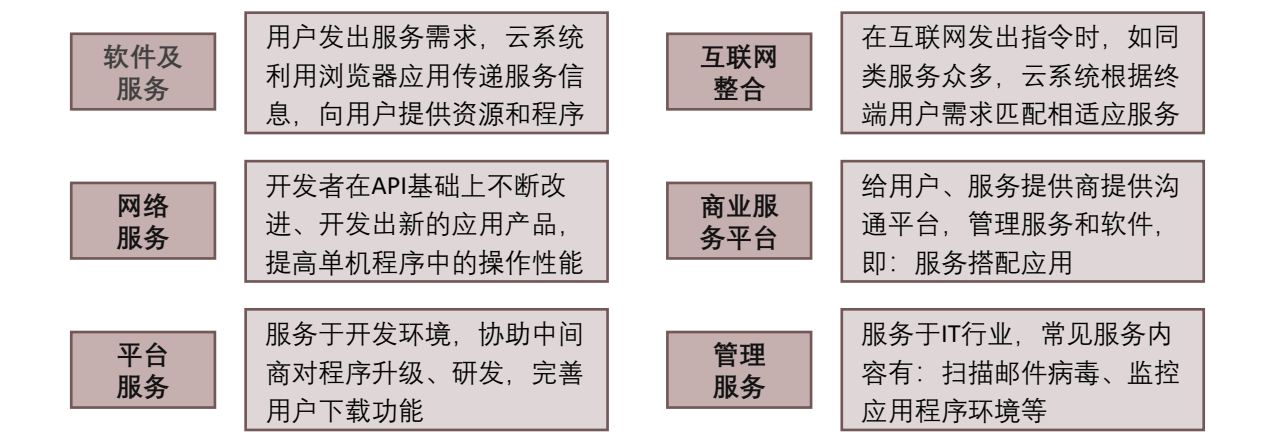 软件及
服务
用户发出服务需求，云系统
利用浏览器应用传递服务信
息，向用户提供资源和程序
互联网
整合
在互联网发出指令时，如同
类服务众多，云系统根据终
端用户需求匹配相适应服务
网络
服务
开发者在API基础上不断改
进、开发出新的应用产品，
提高单机程序中的操作性能
商业服
务平台
给用户、服务提供商提供沟
通平台，管理服务和软件，
即：服务搭配应用
平台
服务
服务于开发环境，协助中间
商对程序升级、研发，完善
用户下载功能
管理
服务
服务于IT行业，常见服务内
容有：扫描邮件病毒、监控
应用程序环境等